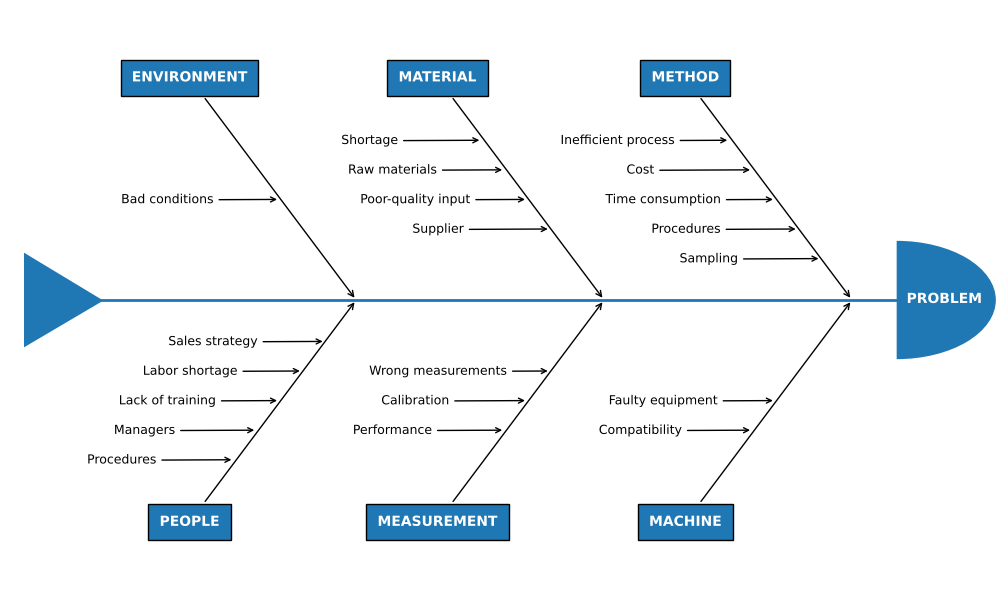 ENVIRONMENT
MATERIAL
METHOD
Shortage
Raw materials
Poor-quality input
Supplier
Inefficient process
Cost
Time consumption
Procedures
Sampling
Bad conditions
PROBLEM
Sales strategy
Labor shortage
Lack of training
Managers
Procedures
Wrong measurements
Calibration
Performance
Faulty equipment
Compatibility
PEOPLE
MEASUREMENT
MACHINE